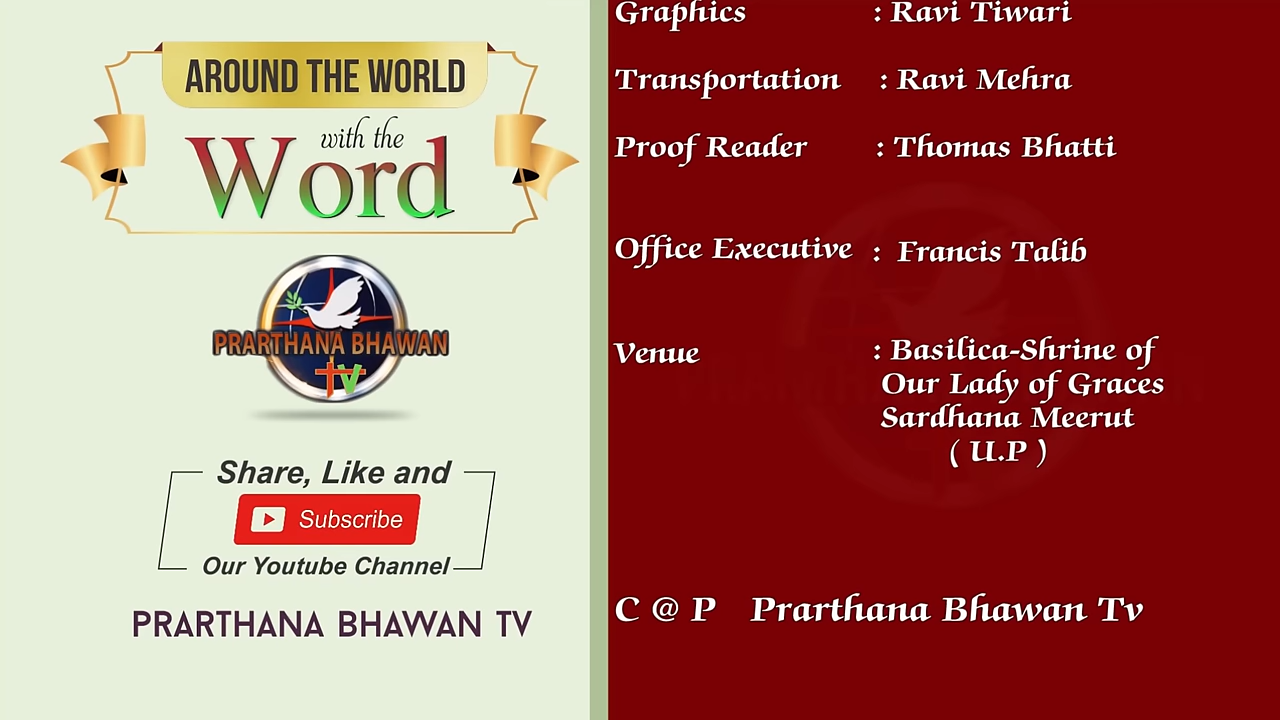 AROUND THE WORLD
with the
Word
PRARTHANA BHAWAN
TV
Share, Like and
Subscribe
Our Youtube Channel
PRARTHANA BHAWAN TV
Graphics : Ravi Tiwari
Transportation : Ravi Mehra
Proof Reader : Thomas Bhatti
Office Executive : Francis Talib
Venue : Basilica-Shrine of
Our Lady of Graces
Sardhana Meerut
( U.P )
C @ P Prarthana Bhawan Tv